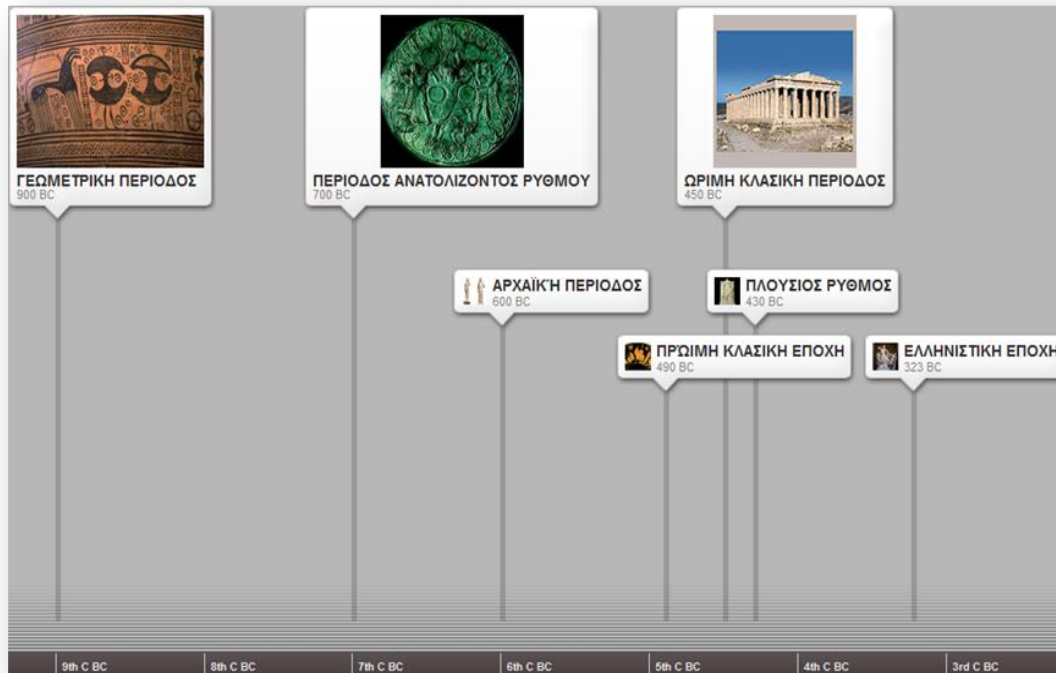 ΓΕΩΜΕΤΡΙΚΗ ΠΕΡΙΟΔΟΣ
900 BC
ΠΕΡΙΟΔΟΣ ΑΝΑΤΟΛΙΖΟΝΤΟΣ ΡΥΘΜΟΥ
700 BC
ΩΡΙΜΗ ΚΛΑΣΙΚΗ ΠΕΡΙΟΔΟΣ
450 BC
ΑΡΧΑΪΚΉ ΠΕΡΙΟΔΟΣ
600 BC
ΠΛΟΥΣΙΟΣ ΡΥΘΜΟΣ
430 BC
ΠΡΏΙΜΗ ΚΛΑΣΙΚΗ ΕΠΟΧΗ
490 BC
ΕΛΛΗΝΙΣΤΙΚΗ ΕΠΟΧΗ
323 BC
9th C BC
8th C BC
7th C BC
6th C BC
5th C BC
4th C BC
3rd C BC